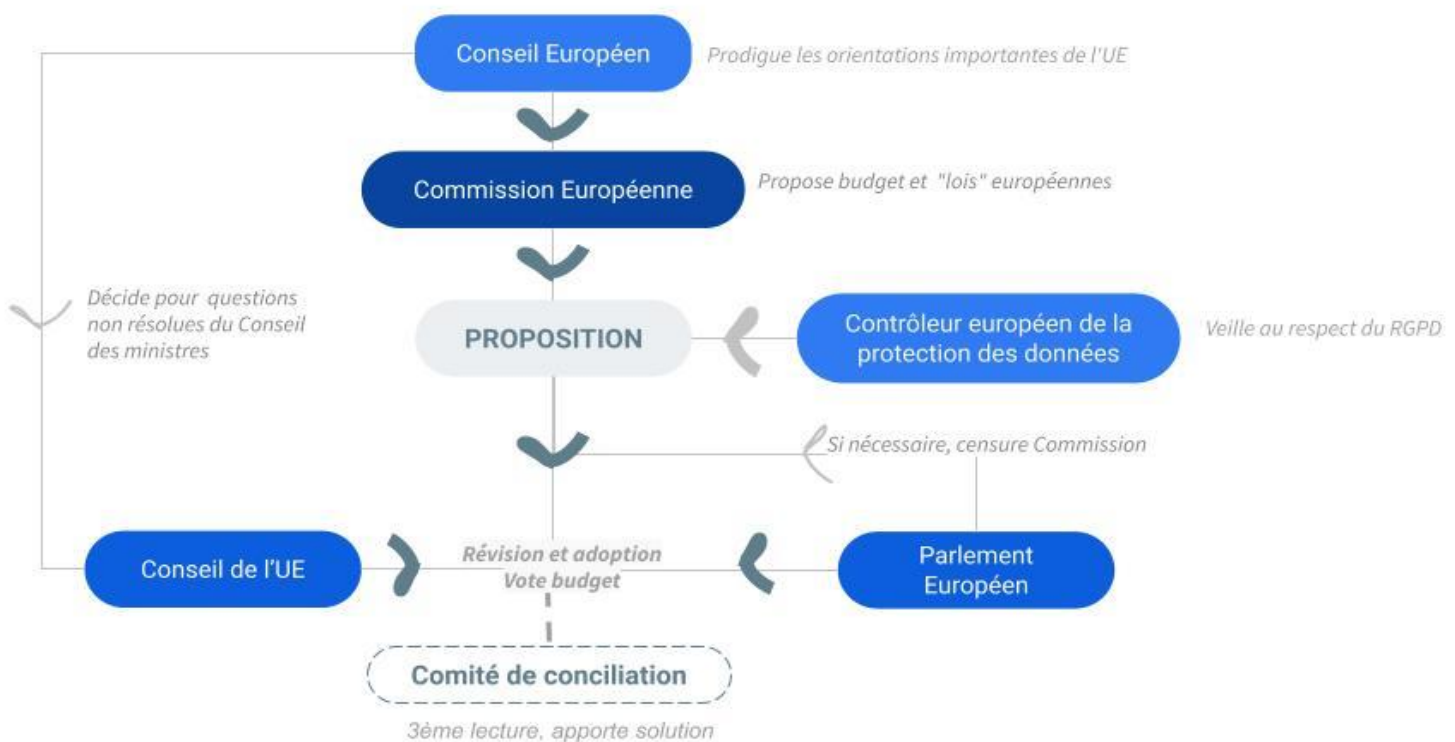 Conseil Européen
Prodigue les orientations importantes de l'UE
Commission Européenne
Propose budget et "lois" européennes
Décide pour questions
non résolues du Conseil
des ministres
PROPOSITION
Contrôleur européen de la
protection des données
Veille au respect du RGPD
Si nécessaire, censure Commission
Conseil de l'UE
Révision et adoption
Vote budget
Parlement
Européen
Comité de conciliation
3ème lecture, apporte solution